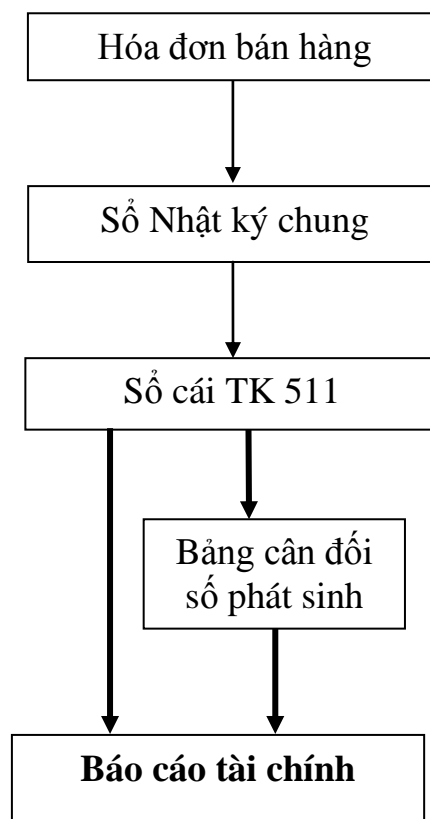 Hóa đơn bán hàng
Sổ Nhật ký chung
Sổ cái TK 511
Bảng cân đối
số phát sinh
Báo cáo tài chính